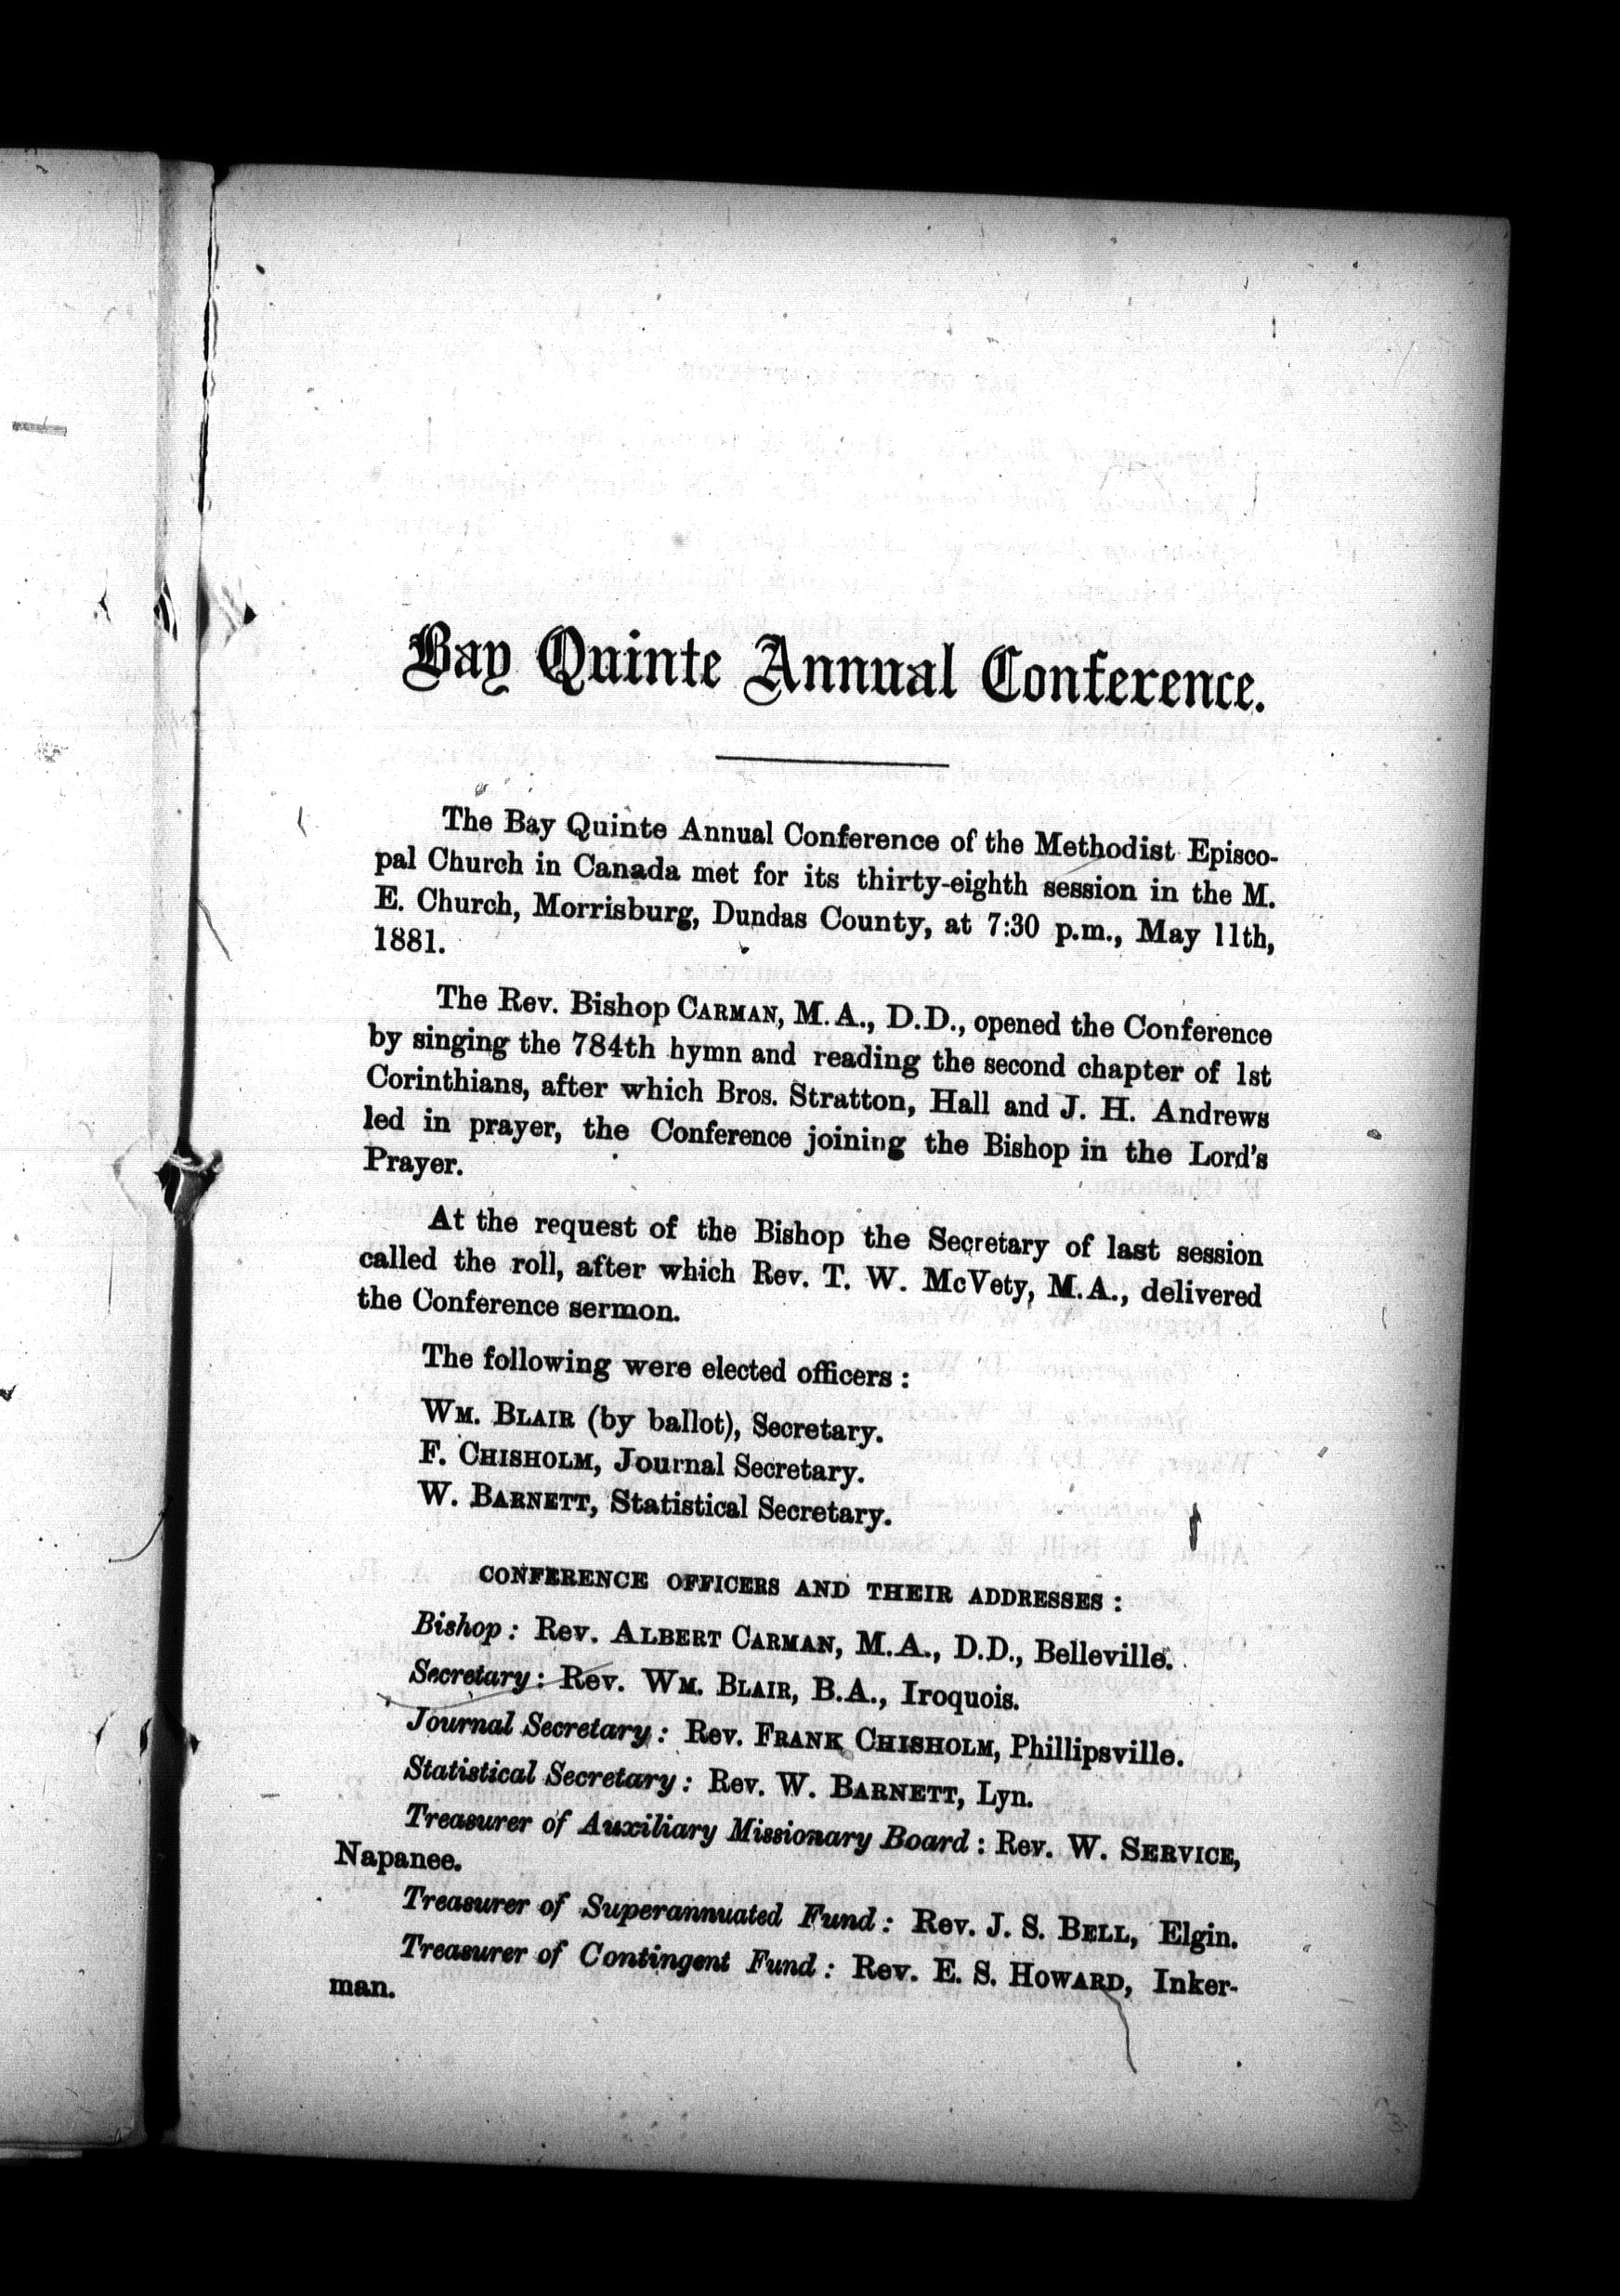 Bay Quinte Annual Conference.
The Bay Quinte Annual Conference of the Methodist Episco-
pal Church in Canada met for its thirty-eighth session in the M.
E. Church, Morrisburg, Dundas County, at 7:30 p.m., May 11th,
1881.
The Rev. Bishop CARMAN, M.A., D.D., opened the Conference
by singing the 784th hymn and reading the second chapter of 1st
Corinthians, after which Bros. Stratton, Hall and J. H. Andrews
led in prayer, the Conference joining the Bishop in the Lord's
Prayer.
At the request of the Bishop the Secretary of last session
called the roll, after which Rev. T. W. McVety, M.A., delivered
the Conference sermon.
The following were elected officers :
WM. BLAIR (by ballot), Secretary.
F. CHISHOLM, Journal Secretary.
W. BARNETT, Statistical Secretary.
CONFERENCE OFFICERS AND THEIR ADDRESSES :
Bishop : Rev. ALBERT CARMAN, M.A., D.D., Belleville.
Secretary : Rev. WM. BLAIR, B.A., Iroquois.
Journal Secretary : Rev. FRANK CHISHOLM, Phillipsville.
Statistical Secretary : Rev. W. BARNETT, Lyn.
Treasurer of Auxiliary Missionary Board : Rev. W. SERVICE,
Napanee.
Treasurer of Superannuated Fund : Rev. J. S. BELL, Elgin.
Treasurer of Contingent Fund : Rev. E. S. HOWARD, Inker-
man.